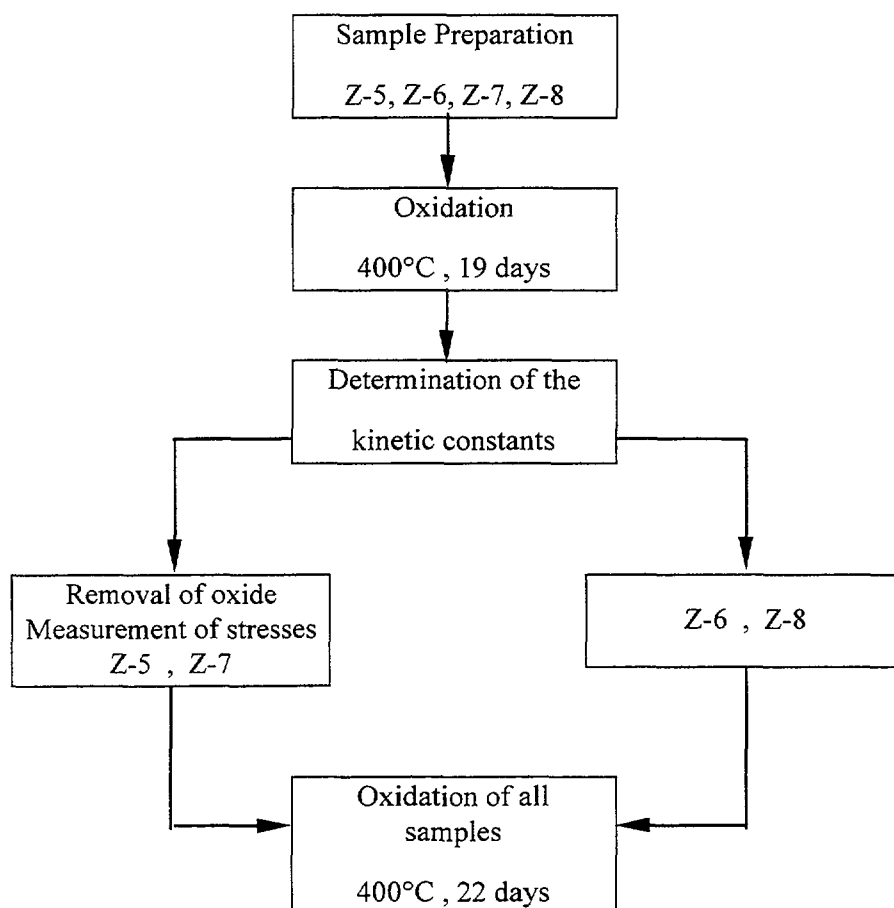 Sample Preparation
Z-5, Z-6, Z-7, Z-8
Oxidation
400°C , 19 days
Determination of the
kinetic constants
Removal of oxide
Measurement of stresses
Z-5 , Z-7
Z-6 , Z-8
Oxidation of all
samples
400°C , 22 days